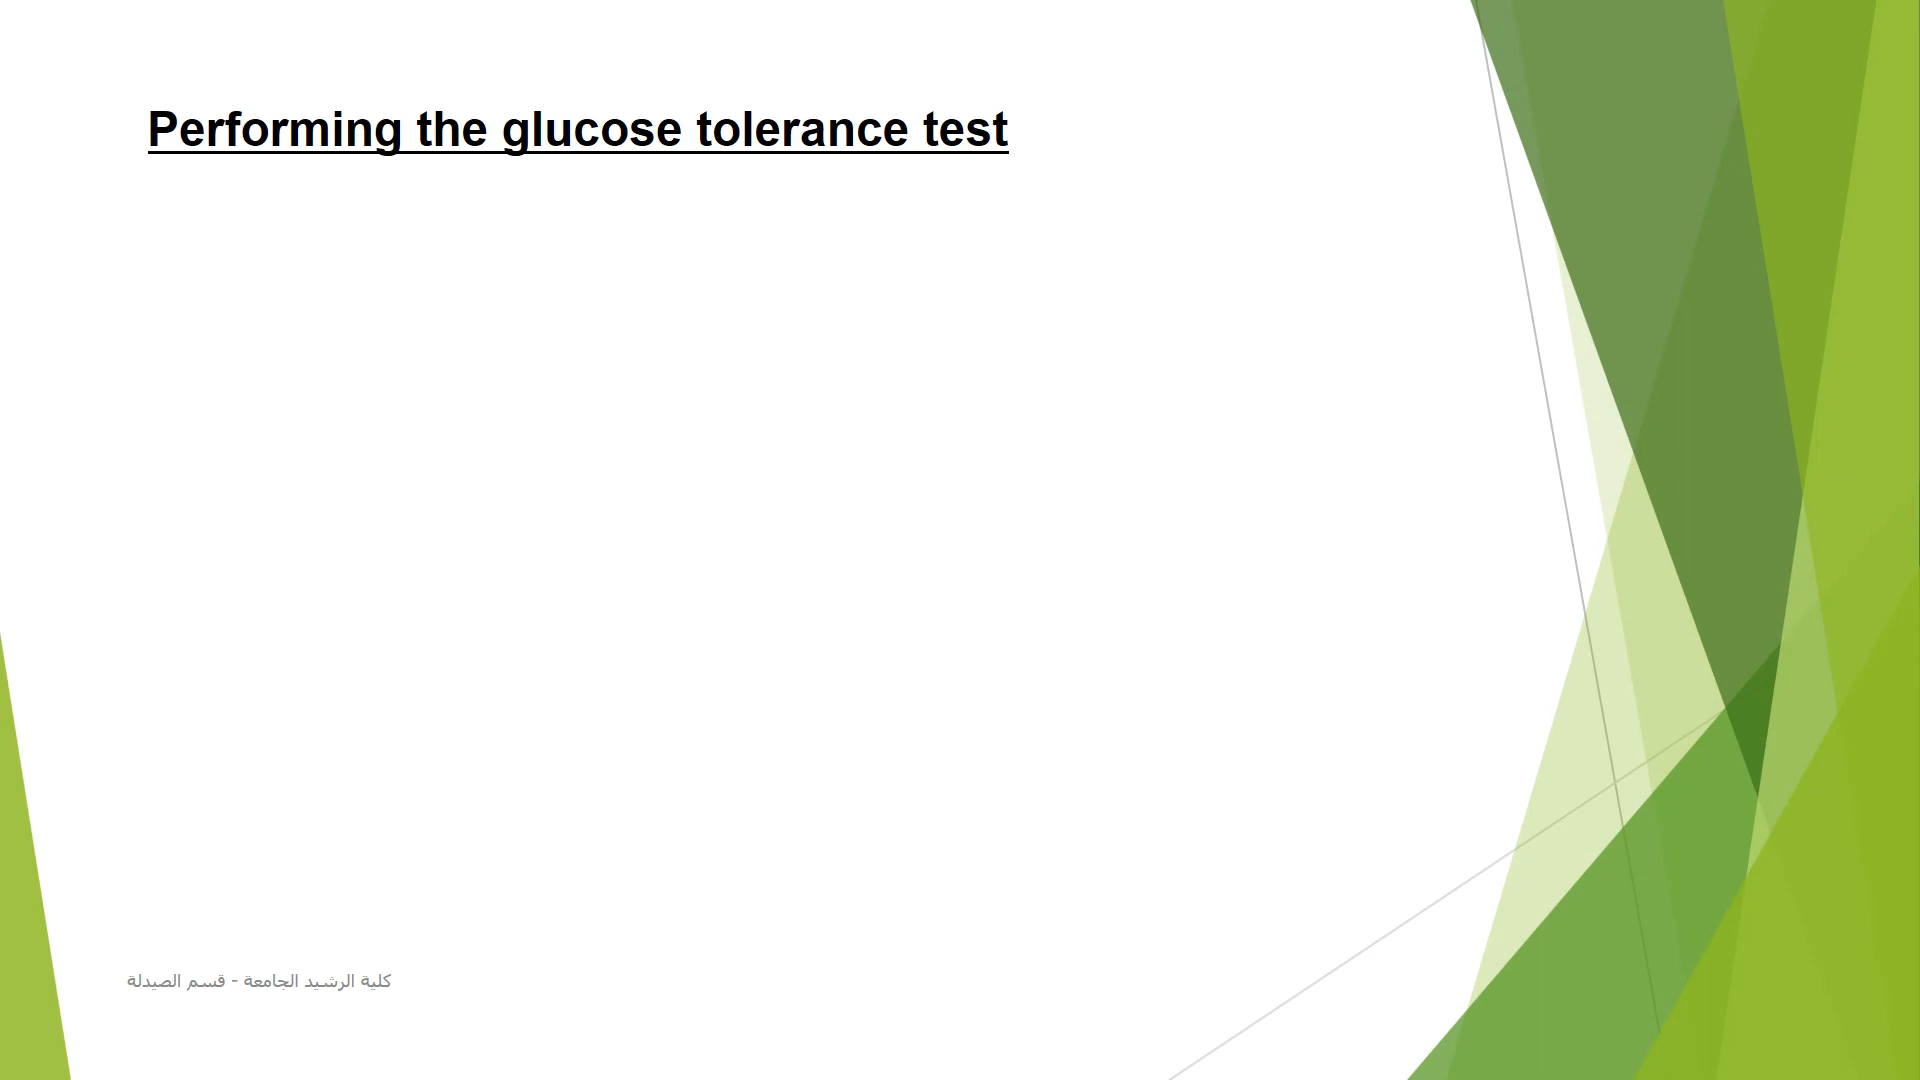 Performing the glucose tolerance test
كلية الرشيد الجامعة - قسم الصيدلة